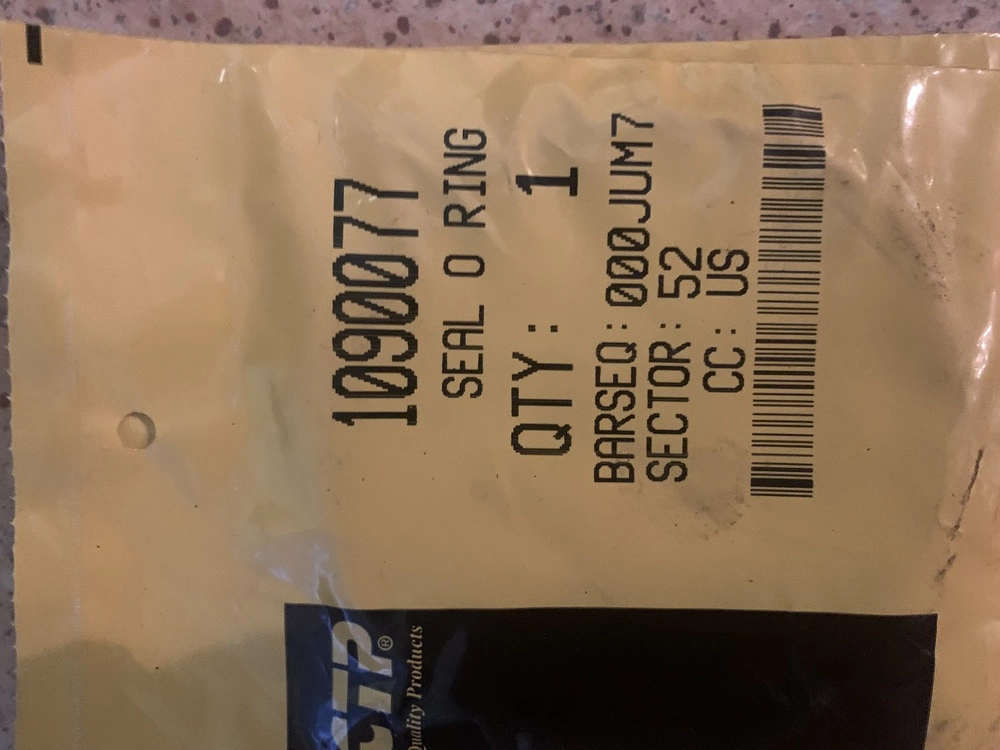 1090077
SEAL O RING
QTY: 1
BARSEQ: 000JUM7
SECTOR: 52
CC: US
CTP®
Quality Products